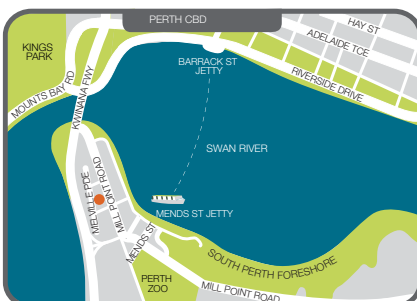 PERTH CBD
HAY ST
ADELAIDE TCE
KINGS
PARK
BARRACK ST
JETTY
RIVERSIDE DRIVE
MOUNTS BAY RD
KWINANA FWY
SWAN RIVER
MELVILLE PDE
MILL POINT ROAD
MENDS ST JETTY
MENDS ST
SOUTH PERTH FORESHORE
PERTH
ZOO
MILL POINT ROAD